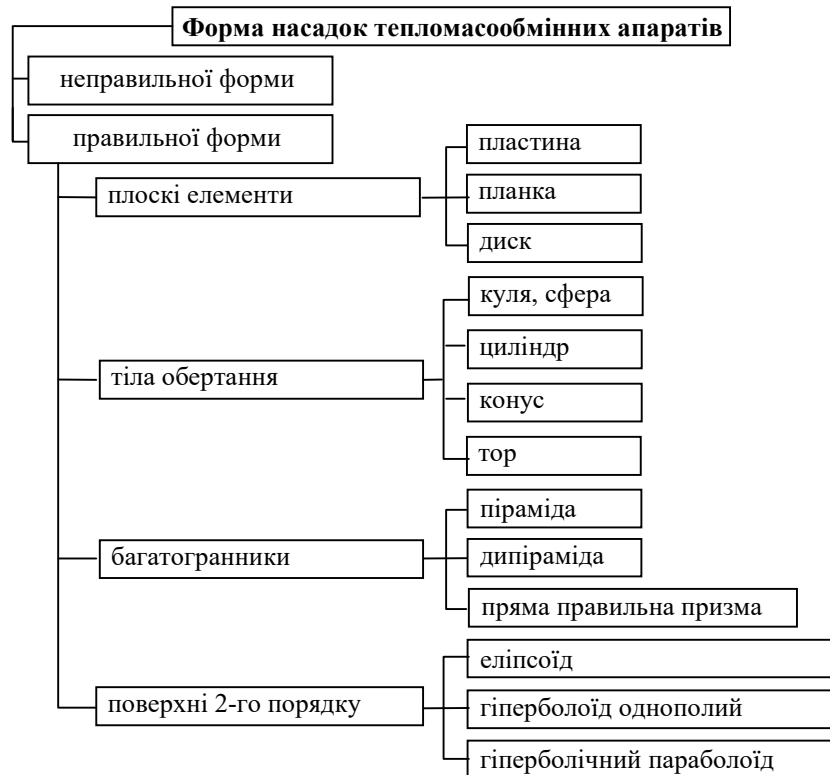 Форма насадок тепломасообмінних апаратів
неправильної форми
правильної форми
плоскі елементи
пластина
планка
диск
тіла обертання
куля, сфера
циліндр
конус
тор
багатогранники
піраміда
дипіраміда
пряма правильна призма
поверхні 2-го порядку
еліпсоїд
гіперболоїд однополий
гіперболічний параболоїд